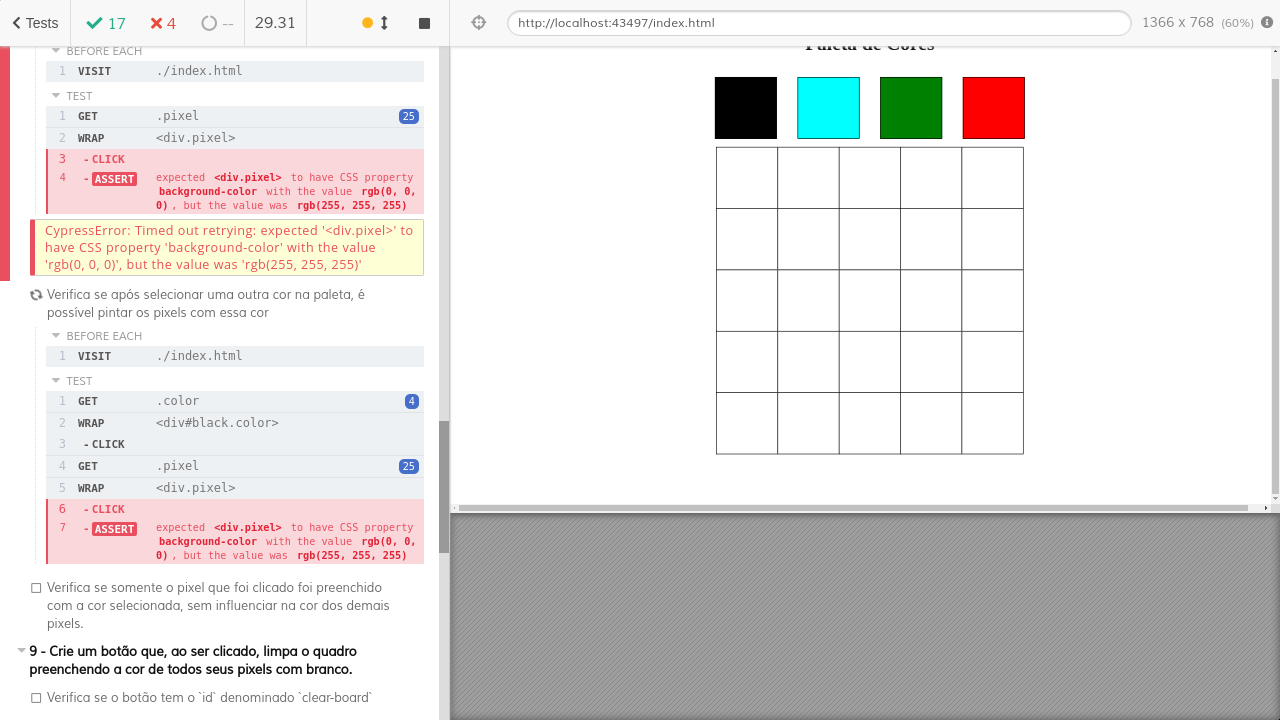 Tests 17 4 -- 29.31 http://localhost:43497/index.html 1366 x 768 (60%)
BEFORE EACH
1 VISIT ./index.html
TEST
1 GET .pixel 25
2 WRAP <div.pixel>
3 - CLICK
4 - ASSERT expected <div.pixel> to have CSS property
background-color with the value rgb(0, 0,
0) , but the value was rgb(255, 255, 255)
CypressError: Timed out retrying: expected '<div.pixel>' to
have CSS property 'background-color' with the value
'rgb(0, 0, 0)', but the value was 'rgb(255, 255, 255)'
Verifica se após selecionar uma outra cor na paleta, é
possível pintar os pixels com essa cor
BEFORE EACH
1 VISIT ./index.html
TEST
1 GET .color 4
2 WRAP <div#black.color>
3 - CLICK
4 GET .pixel 25
5 WRAP <div.pixel>
6 - CLICK
7 - ASSERT expected <div.pixel> to have CSS property
background-color with the value rgb(0, 0,
0) , but the value was rgb(255, 255, 255)
Verifica se somente o pixel que foi clicado foi preenchido
com a cor selecionada, sem influenciar na cor dos demais
pixels.
9 - Crie um botão que, ao ser clicado, limpa o quadro
preenchendo a cor de todos seus pixels com branco.
Verifica se o botão tem o `id` denominado `clear-board`
Paleta de Cores